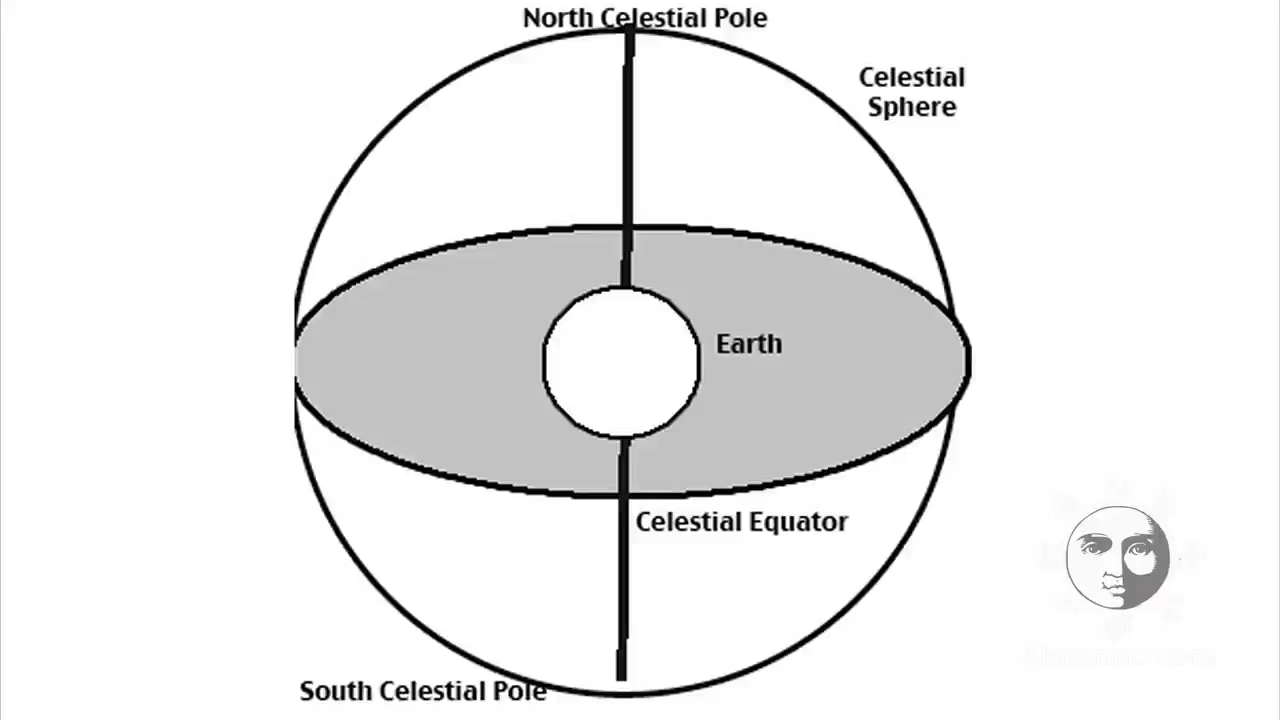 North Celestial Pole
Celestial
Sphere
Earth
Celestial Equator
South Celestial Pole